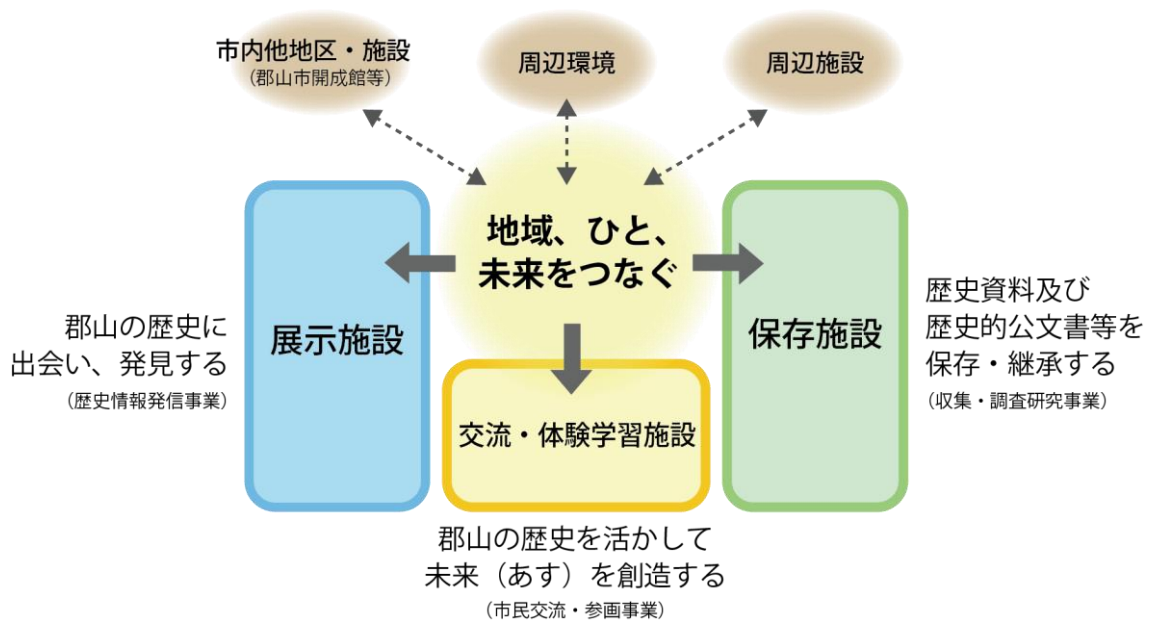 市内他地区・施設
（郡山市開成館等）
周辺環境
周辺施設
地域、ひと、
未来をつなぐ
展示施設
保存施設
交流・体験学習施設
郡山の歴史に
出会い、発見する
（歴史情報発信事業）
歴史資料及び
歴史的公文書等を
保存・継承する
（収集・調査研究事業）
郡山の歴史を活かして
未来（あす）を創造する
（市民交流・参画事業）